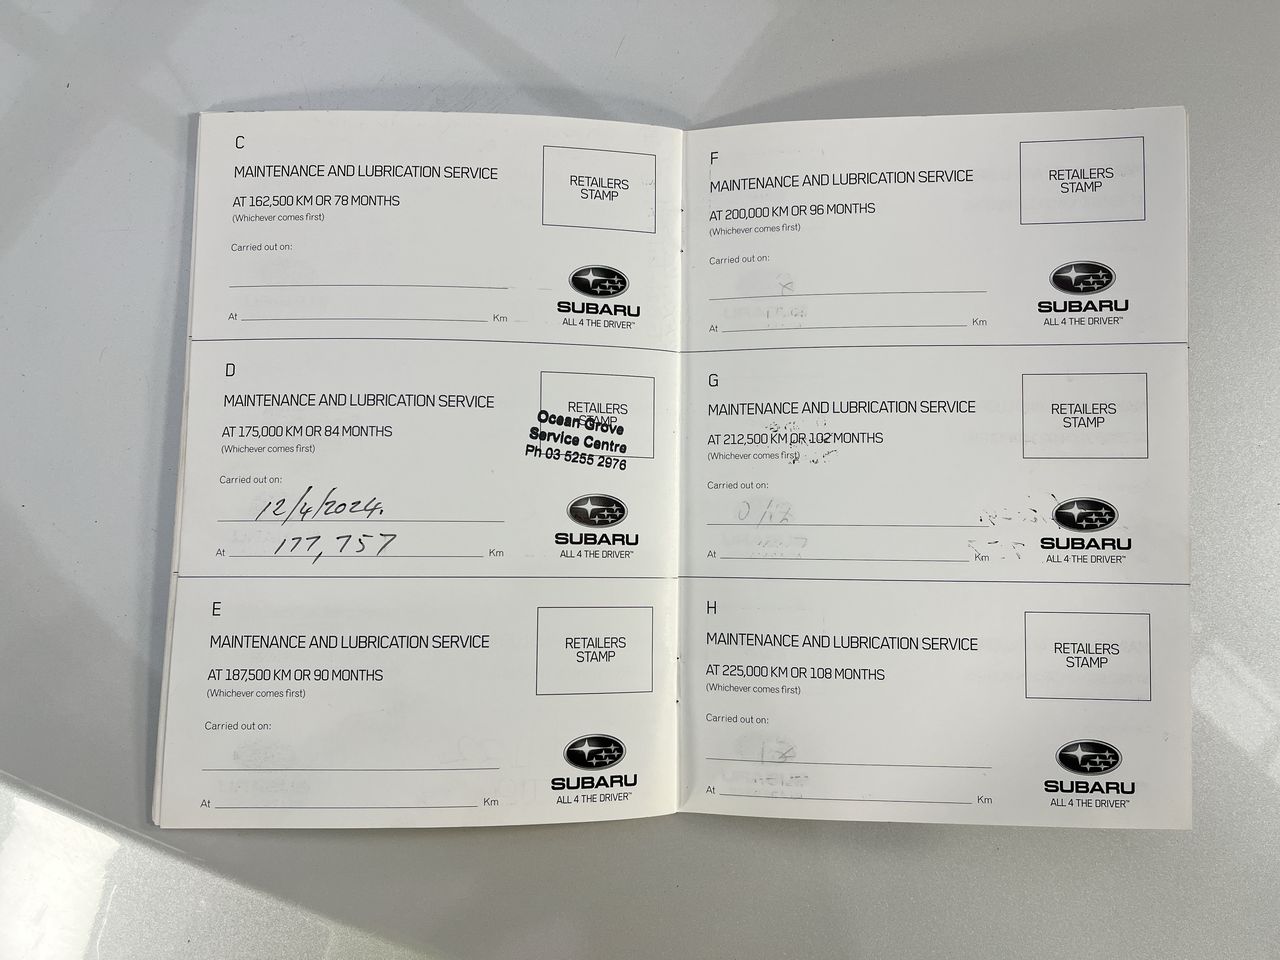 C
MAINTENANCE AND LUBRICATION SERVICE
AT 162,500 KM OR 78 MONTHS
(Whichever comes first)
Carried out on:
At Km
RETAILERS
STAMP
SUBARU
ALL 4 THE DRIVER™
D
MAINTENANCE AND LUBRICATION SERVICE
AT 175,000 KM OR 84 MONTHS
(Whichever comes first)
Carried out on:
12/4/2024.
At 177,757 Km
RETAILERS
STAMP
Ocean Grove
Service Centre
Ph 03 5255 2976
SUBARU
ALL 4 THE DRIVER™
E
MAINTENANCE AND LUBRICATION SERVICE
AT 187,500 KM OR 90 MONTHS
(Whichever comes first)
Carried out on:
At Km
RETAILERS
STAMP
SUBARU
ALL 4 THE DRIVER™
F
MAINTENANCE AND LUBRICATION SERVICE
AT 200,000 KM OR 96 MONTHS
(Whichever comes first)
Carried out on:
At Km
RETAILERS
STAMP
SUBARU
ALL 4 THE DRIVER™
G
MAINTENANCE AND LUBRICATION SERVICE
AT 212,500 KM OR 102 MONTHS
(Whichever comes first)
Carried out on:
At Km
RETAILERS
STAMP
SUBARU
ALL 4 THE DRIVER™
H
MAINTENANCE AND LUBRICATION SERVICE
AT 225,000 KM OR 108 MONTHS
(Whichever comes first)
Carried out on:
At Km
RETAILERS
STAMP
SUBARU
ALL 4 THE DRIVER™